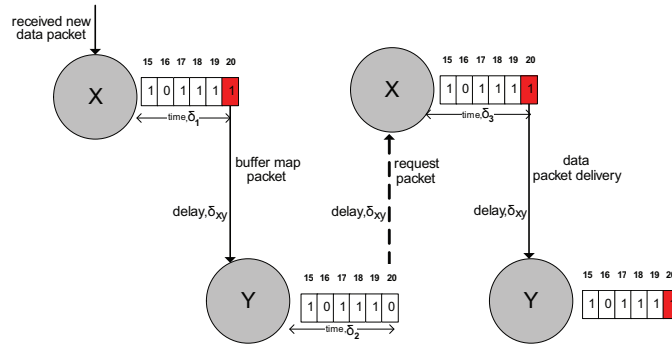 received new
data packet
15 16 17 18 19 20
X
1 0 1 1 1 1
time,δ1
buffer map
packet
delay,δxy
Y
15 16 17 18 19 20
1 0 1 1 1 0
time,δ2
15 16 17 18 19 20
X
1 0 1 1 1 1
time,δ3
request
packet
delay,δxy
data
packet delivery
delay,δxy
Y
15 16 17 18 19 20
1 0 1 1 1 1